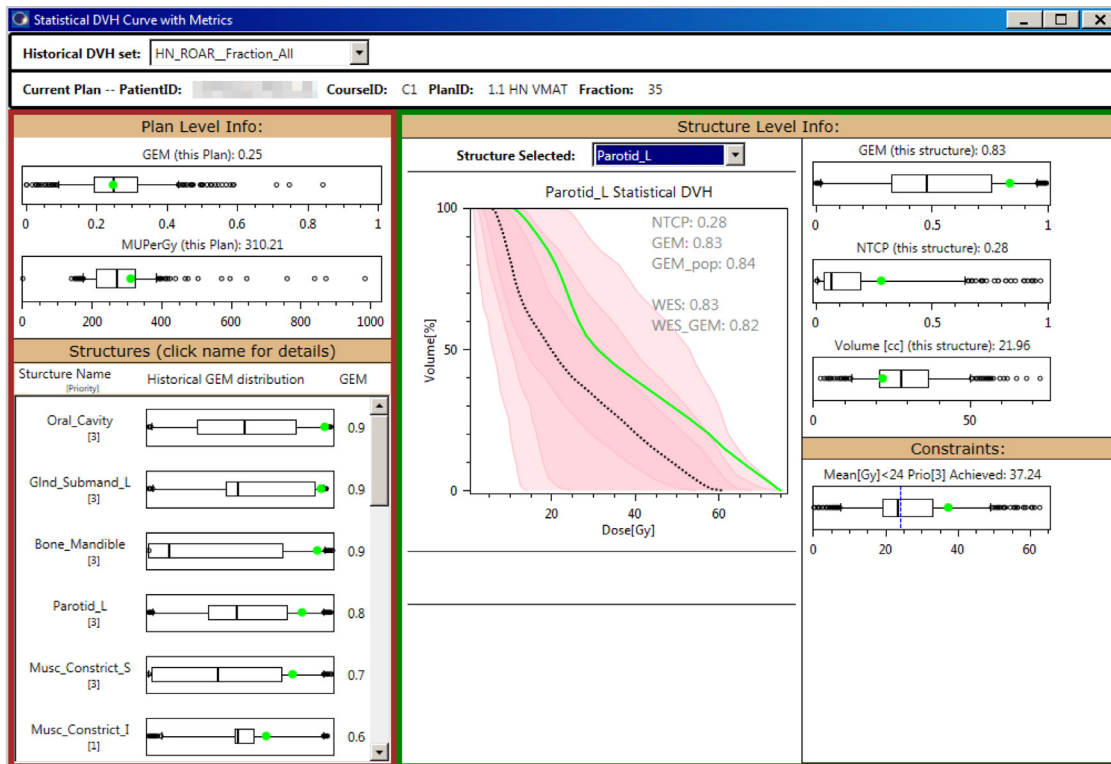 Statistical DVH Curve with Metrics
Historical DVH set: HN_ROAR__Fraction_All
Current Plan -- PatientID: CourseID: C1 PlanID: 1.1 HN VMAT Fraction: 35
Plan Level Info:
GEM (this Plan): 0.25
0 0.2 0.4 0.6 0.8 1
MUPerGy (this Plan): 310.21
0 200 400 600 800 1000
Structures (click name for details)
Sturcture Name Historical GEM distribution GEM
[Priority]
Oral_Cavity
[3]
0.9
Glnd_Submand_L
[3]
0.9
Bone_Mandible
[3]
0.9
Parotid_L
[3]
0.8
Musc_Constrict_S
[3]
0.7
Musc_Constrict_I
[1]
0.6
Structure Level Info:
Structure Selected: Parotid_L
Parotid_L Statistical DVH
NTCP: 0.28
GEM: 0.83
GEM_pop: 0.84
WES: 0.83
WES_GEM: 0.82
Volume[%]
100
50
0
20 40 60
Dose[Gy]
GEM (this structure): 0.83
0 0.5 1
NTCP (this structure): 0.28
0 0.5 1
Volume [cc] (this structure): 21.96
0 50
Constraints:
Mean[Gy]<24 Prio[3] Achieved: 37.24
0 20 40 60